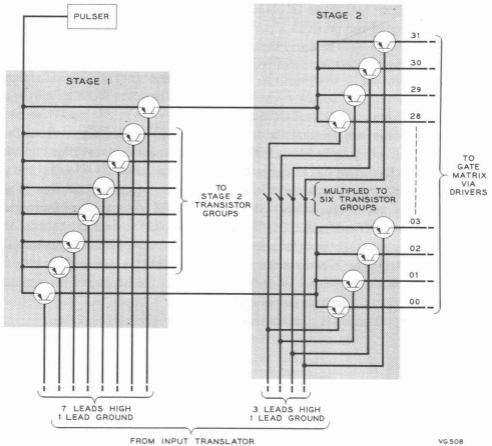 PULSER
STAGE 1
STAGE 2
31
30
29
28
TO
STAGE 2
TRANSISTOR
GROUPS
MULTIPLED TO
SIX TRANSISTOR
GROUPS
TO
GATE
MATRIX
VIA
DRIVERS
03
02
01
00
7 LEADS HIGH
1 LEAD GROUND
3 LEADS HIGH
1 LEAD GROUND
FROM INPUT TRANSLATOR
VG508